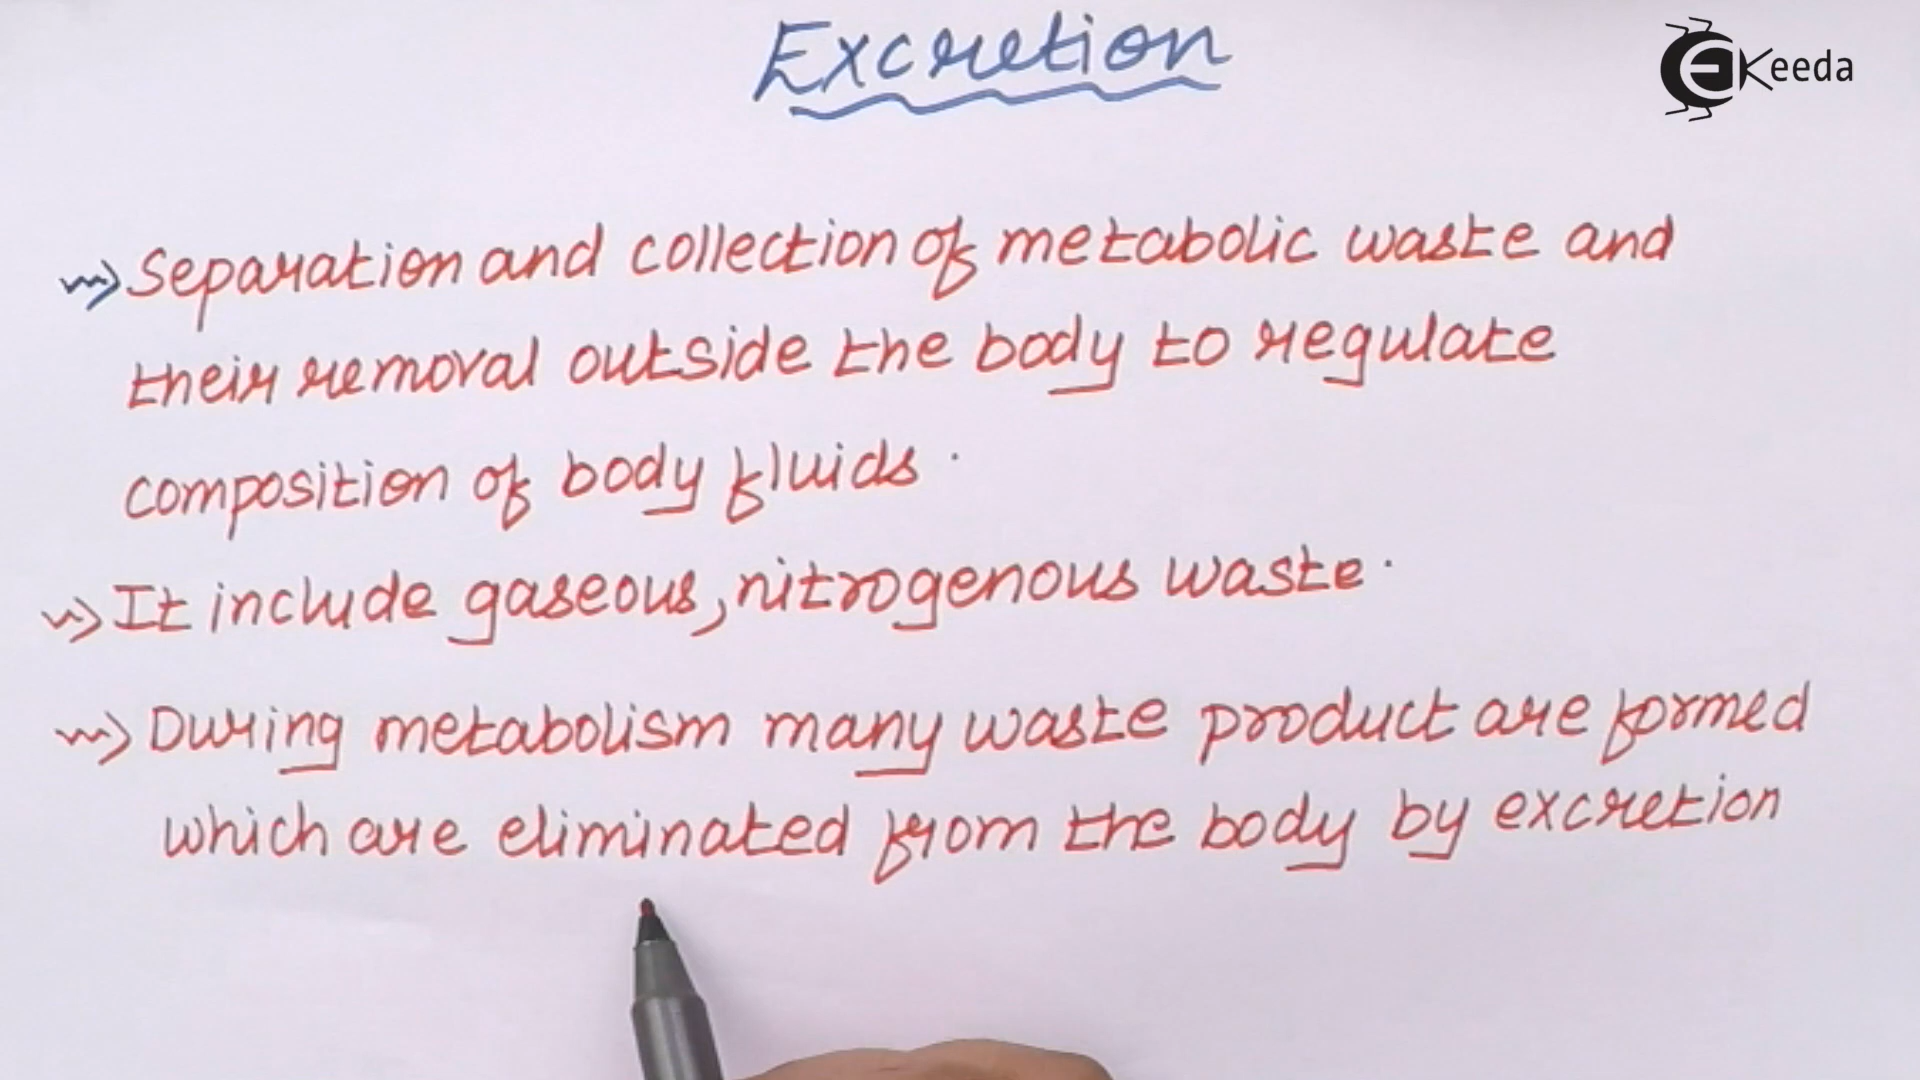 Excretion
EKeeda
Separation and collection of metabolic waste and
their removal outside the body to regulate
composition of body fluids.
It include gaseous, nitrogenous waste.
During metabolism many waste product are formed
which are eliminated from the body by excretion